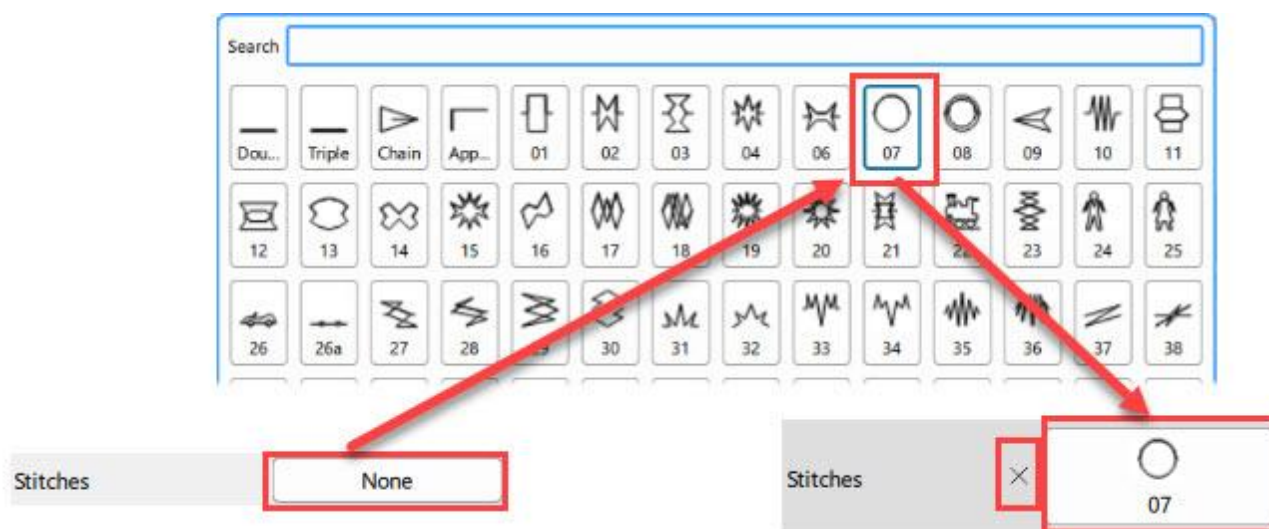 Search
Dou... Triple Chain App... 01 02 03 04 06 07 08 09 10 11
12 13 14 15 16 17 18 19 20 21 22 23 24 25
26 26a 27 28 29 30 31 32 33 34 35 36 37 38
Stitches None
Stitches 07